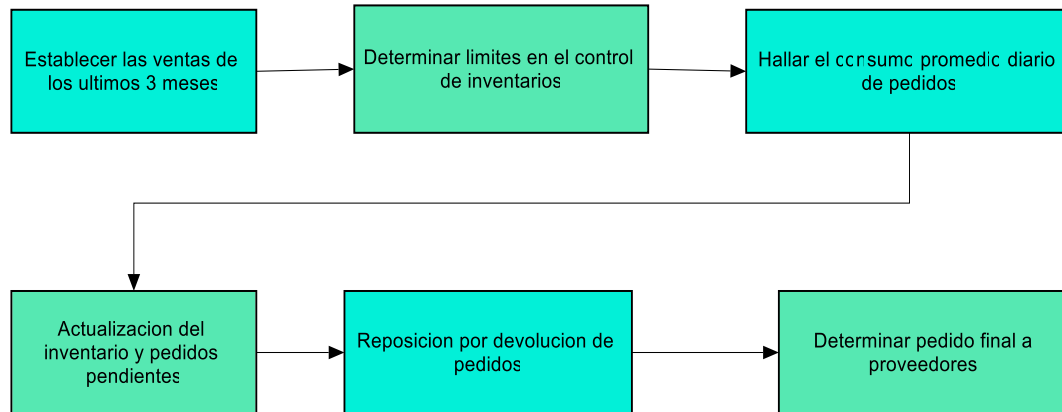 Establecer las ventas de
los ultimos 3 meses
Determinar limites en el control
de inventarios
Hallar el consumo promedio diario
de pedidos
Actualizacion del
inventario y pedidos
pendientes
Reposicion por devolucion de
pedidos
Determinar pedido final a
proveedores